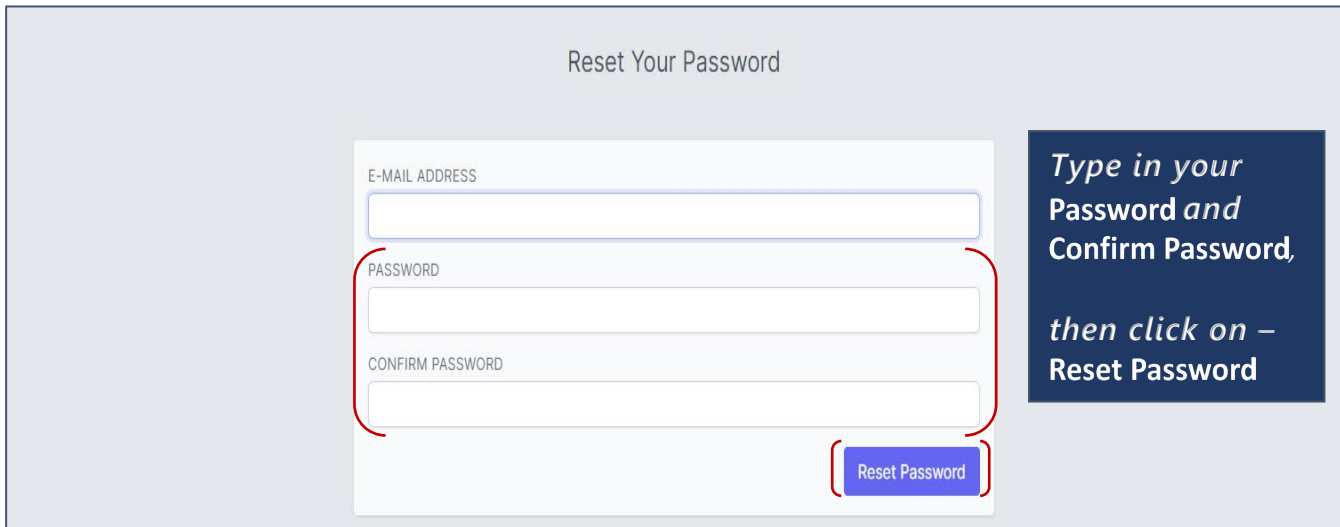 Reset Your Password
E-MAIL ADDRESS
PASSWORD
CONFIRM PASSWORD
Reset Password
Type in your
Password and
Confirm Password,
then click on –
Reset Password